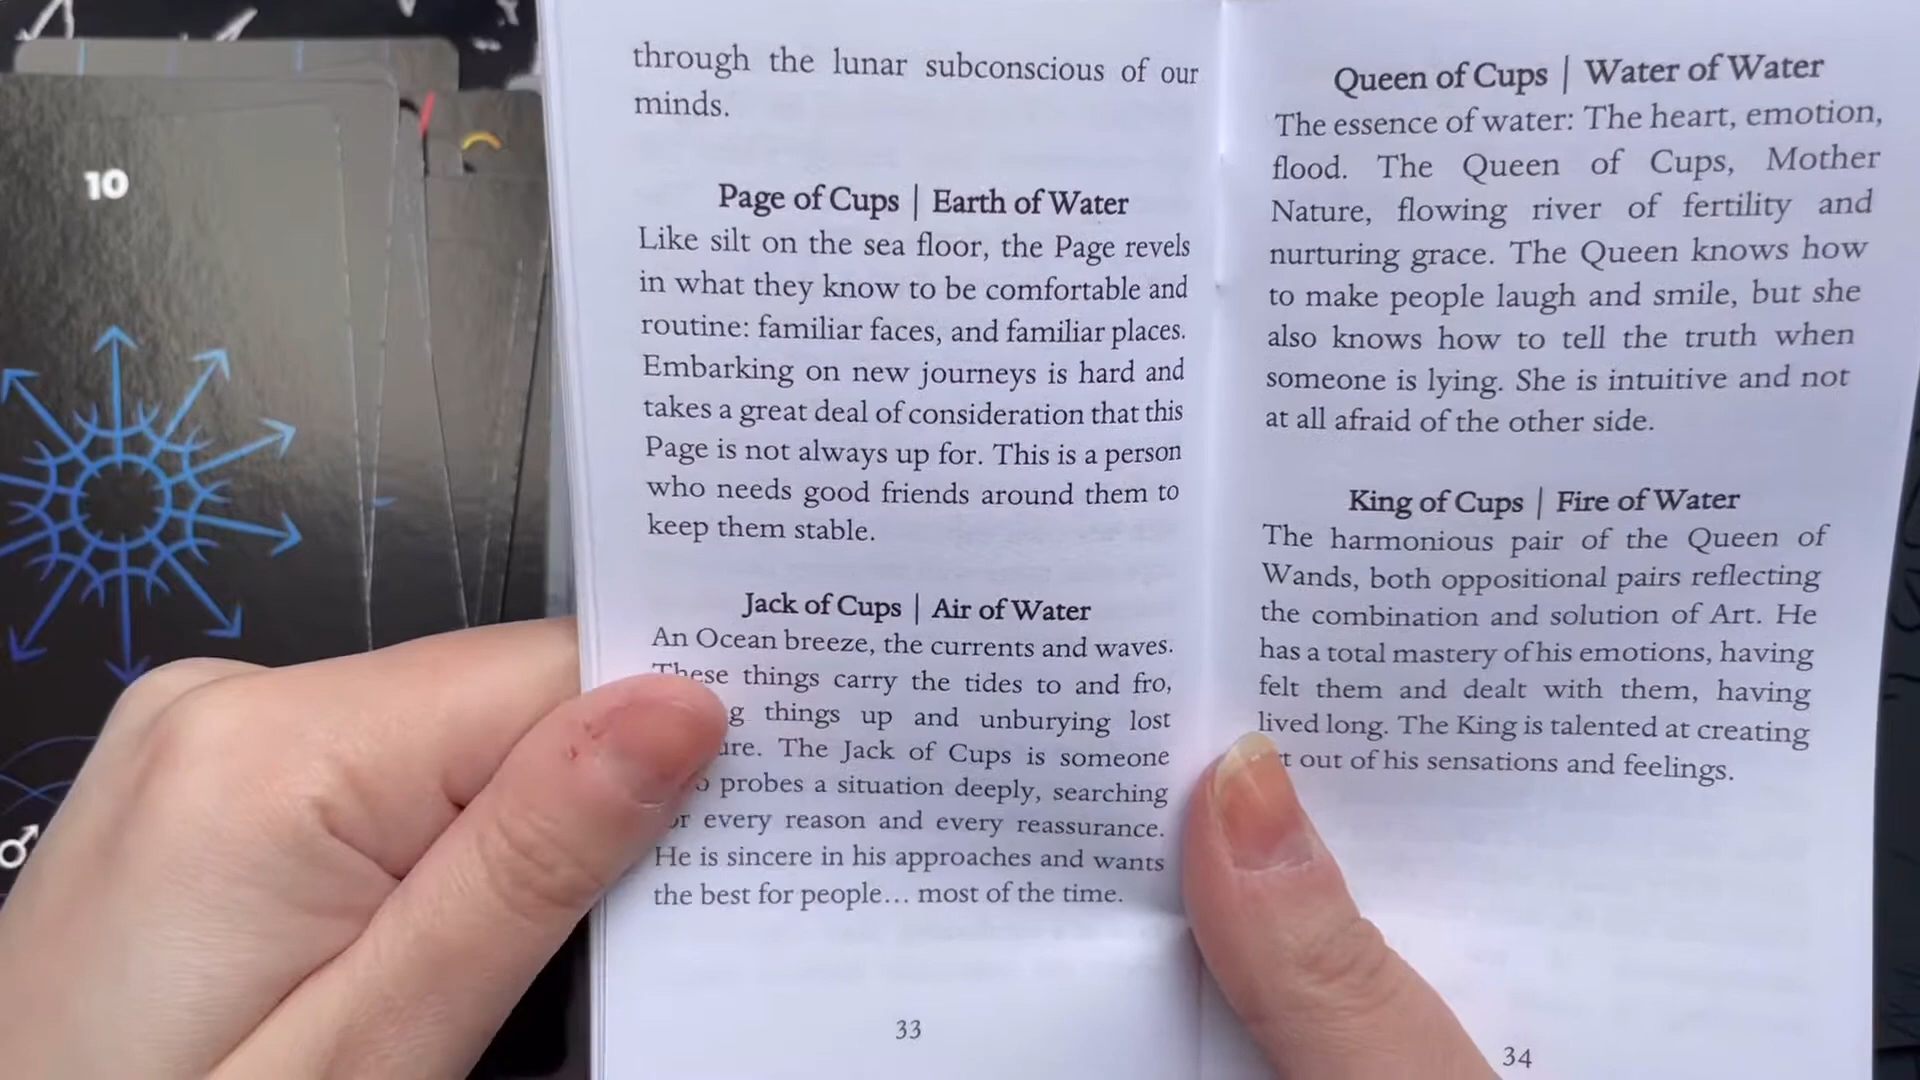 10
through the lunar subconscious of our
minds.
Page of Cups | Earth of Water
Like silt on the sea floor, the Page revels
in what they know to be comfortable and
routine: familiar faces, and familiar places.
Embarking on new journeys is hard and
takes a great deal of consideration that this
Page is not always up for. This is a person
who needs good friends around them to
keep them stable.
Jack of Cups | Air of Water
An Ocean breeze, the currents and waves.
These things carry the tides to and fro,
things up and unburying lost
The Jack of Cups is someone
probes a situation deeply, searching
every reason and every reassurance.
He is sincere in his approaches and wants
the best for people... most of the time.
33
Queen of Cups | Water of Water
The essence of water: The heart, emotion,
flood. The Queen of Cups, Mother
Nature, flowing river of fertility and
nurturing grace. The Queen knows how
to make people laugh and smile, but she
also knows how to tell the truth when
someone is lying. She is intuitive and not
at all afraid of the other side.
King of Cups | Fire of Water
The harmonious pair of the Queen of
Wands, both oppositional pairs reflecting
the combination and solution of Art. He
has a total mastery of his emotions, having
felt them and dealt with them, having
lived long. The King is talented at creating
out of his sensations and feelings.
34